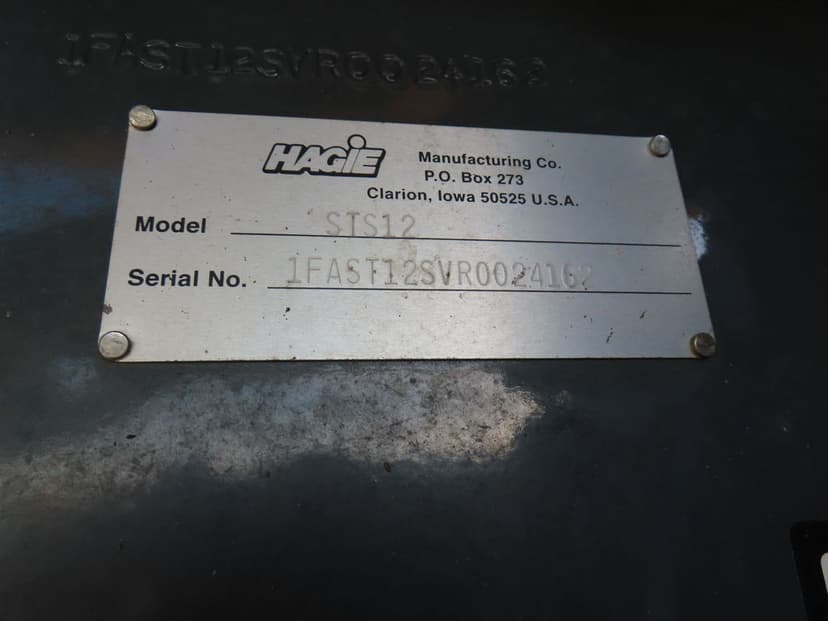 1FAST12SVR0024162
HAGIE
Manufacturing Co.
P.O. Box 273
Clarion, Iowa 50525 U.S.A.
Model STS12
Serial No. 1FAST12SVR0024162